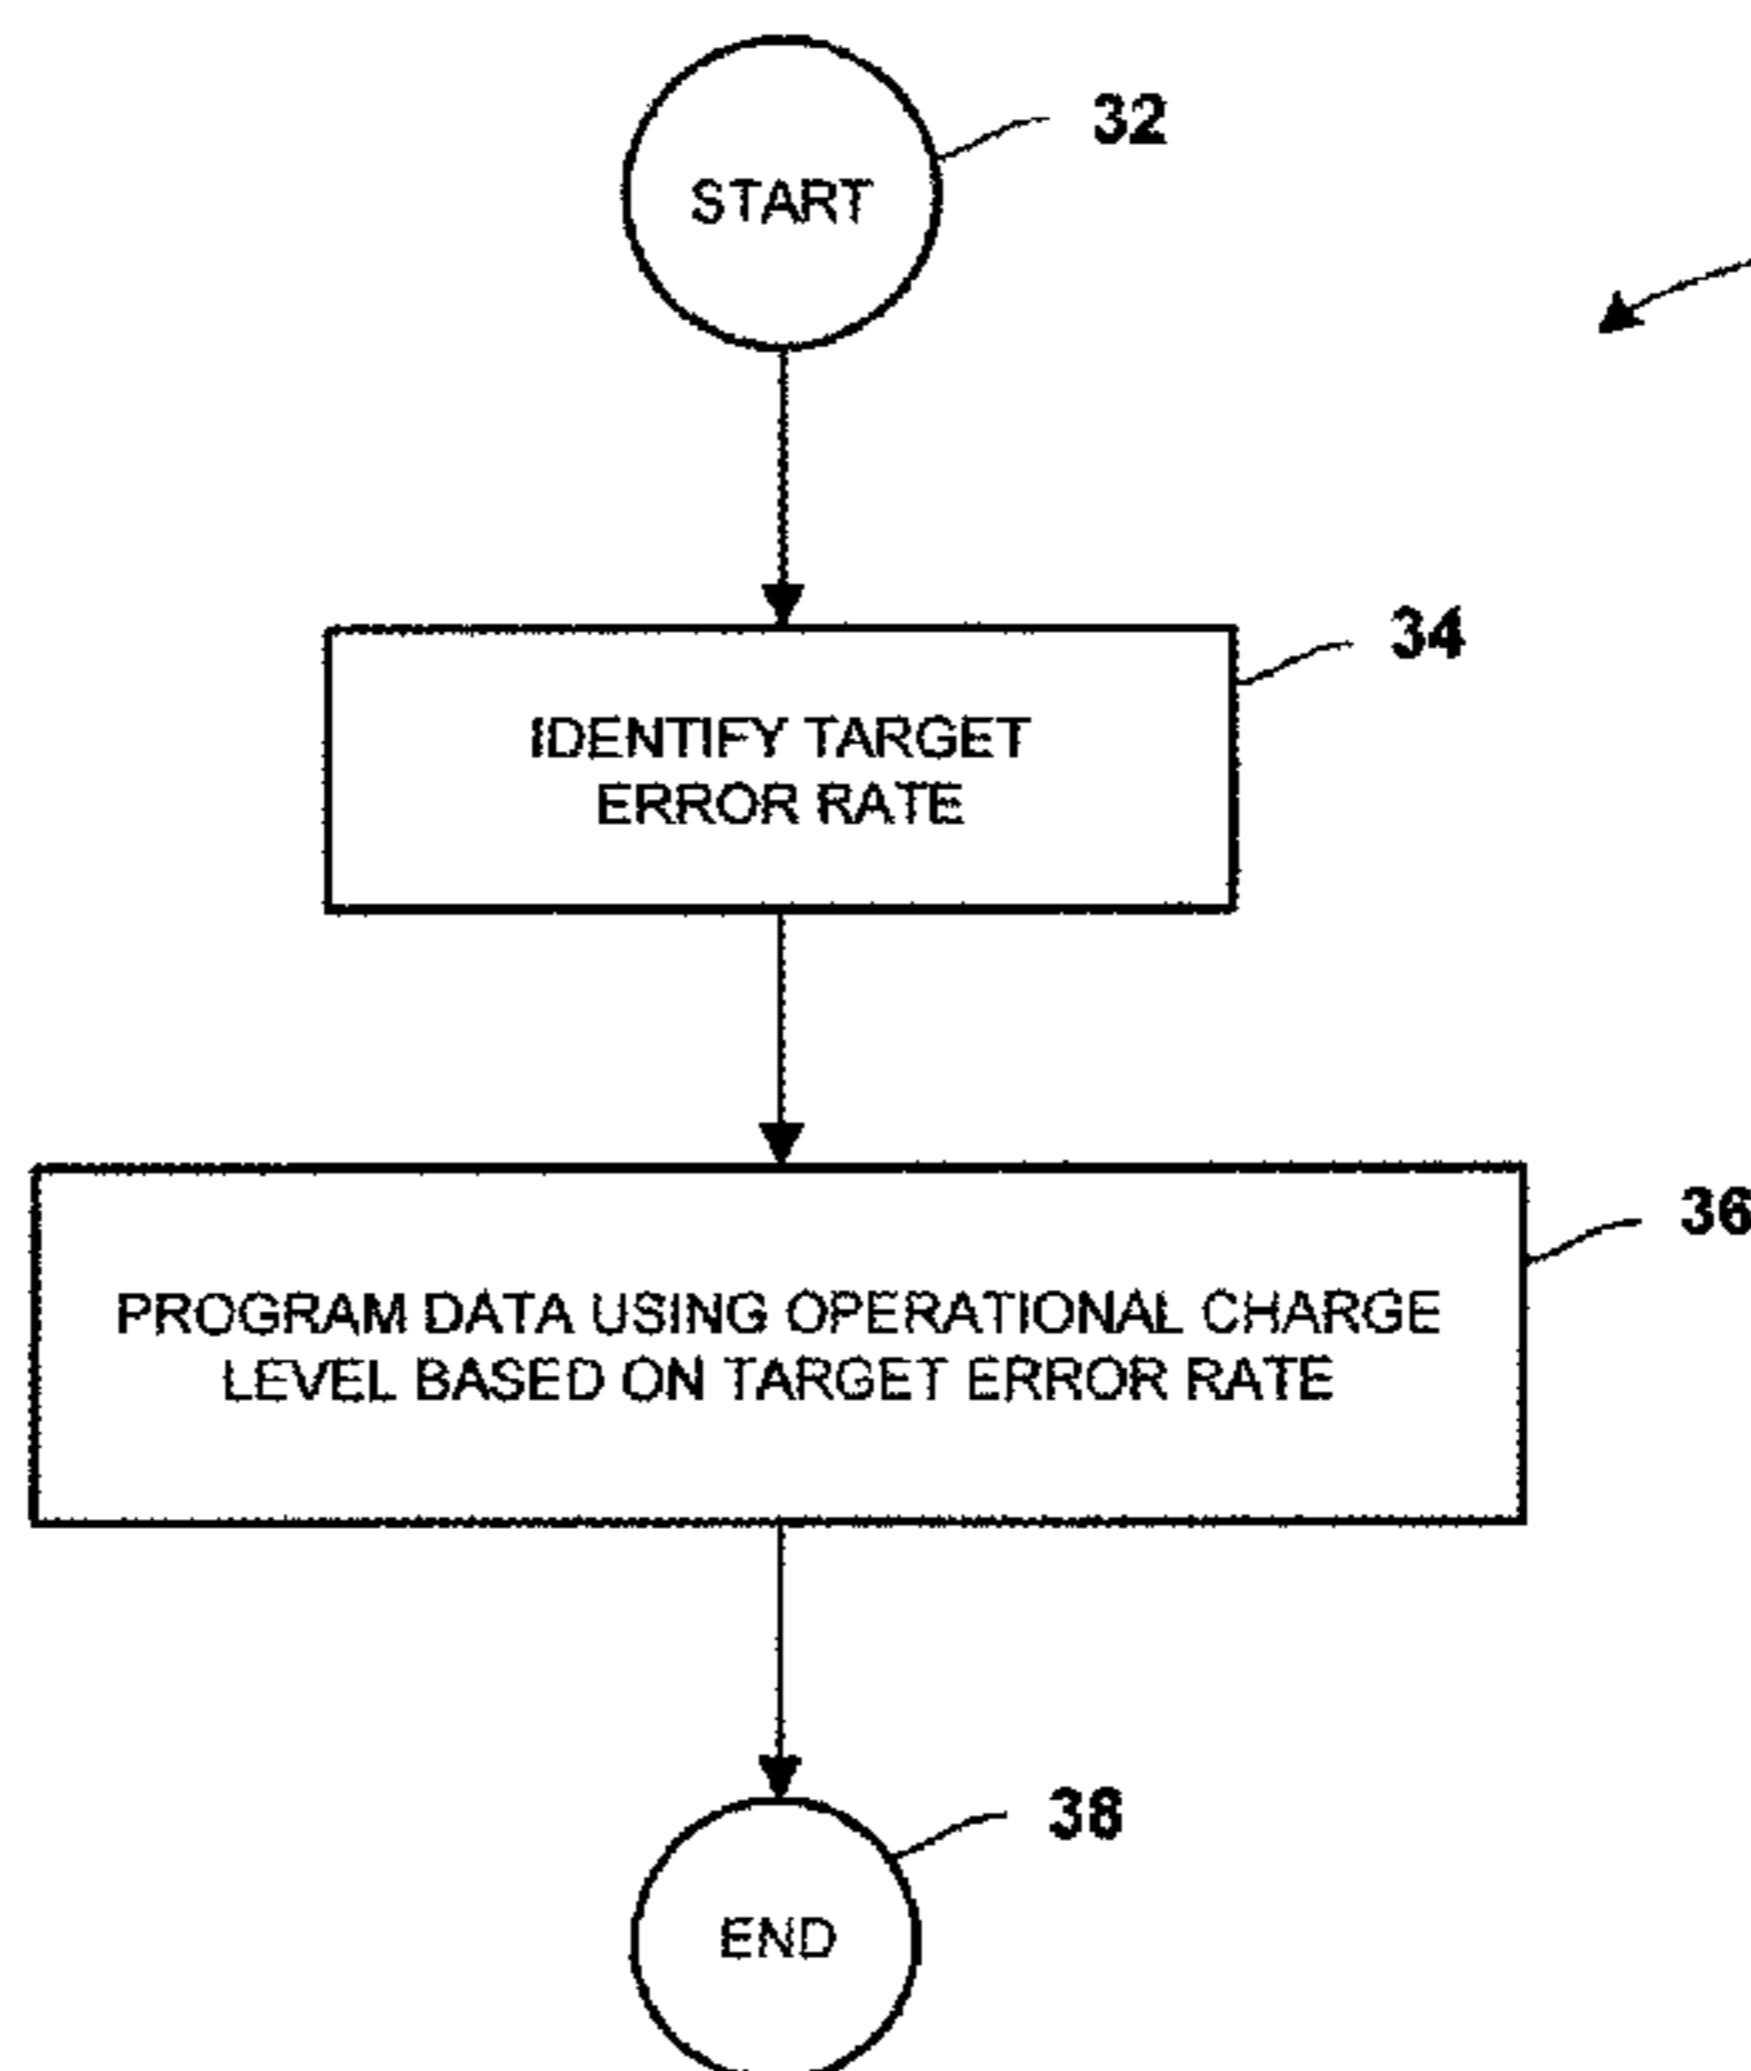 32
START
34
IDENTIFY TARGET
ERROR RATE
36
PROGRAM DATA USING OPERATIONAL CHARGE
LEVEL BASED ON TARGET ERROR RATE
38
END